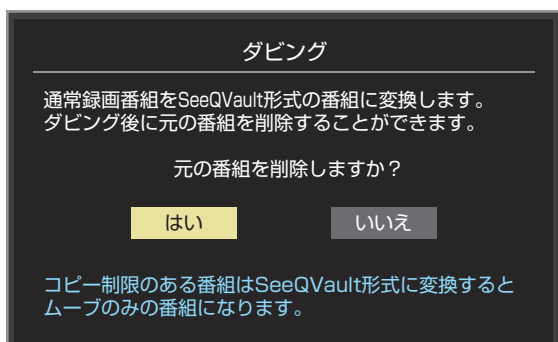 ダビング
通常録画番組をSeeQVault形式の番組に変換します。
ダビング後に元の番組を削除することができます。
元の番組を削除しますか？
はい
いいえ
コピー制限のある番組はSeeQVault形式に変換すると
ムーブのみの番組になります。